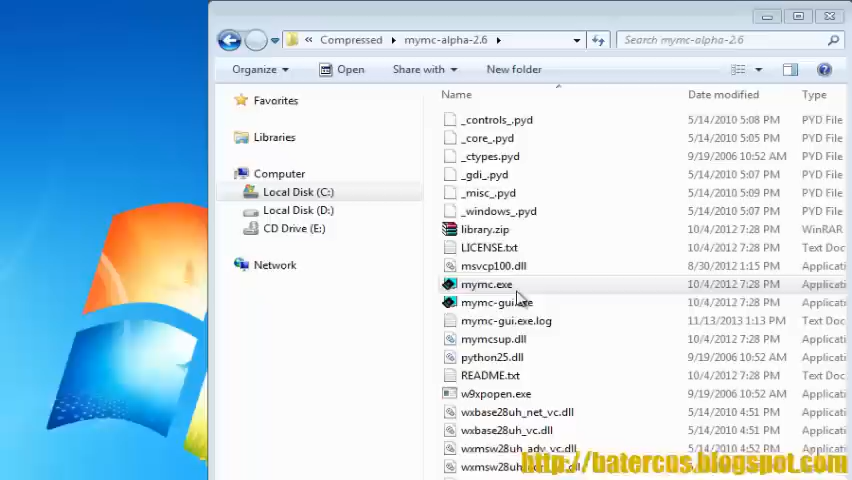 « Compressed mymc-alpha-2.6 Search mymc-alpha-2.6
Organize Open Share with New folder
Name Date modified Type
Favorites
Libraries
Computer
Local Disk (C:)
Local Disk (D:)
CD Drive (E:)
Network
_controls_.pyd 5/14/2010 5:08 PM PYD File
_core_.pyd 5/14/2010 5:08 PM PYD File
_ctypes.pyd 9/19/2006 10:52 AM PYD File
_gdi_.pyd 5/14/2010 5:07 PM PYD File
_misc_.pyd 5/14/2010 5:07 PM PYD File
_windows_.pyd 5/14/2010 5:07 PM PYD File
library.zip 10/4/2012 7:28 PM WinRAR
LICENSE.txt 10/4/2012 7:28 PM Text Doc
msvcp100.dll 8/30/2012 1:15 PM Applicati
mymc.exe 10/4/2012 7:28 PM Applicati
mymc-gui.exe 10/4/2012 7:28 PM Applicati
mymc-gui.exe.log 11/13/2013 1:13 PM Text Doc
mymcsup.dll 10/4/2012 7:28 PM Applicati
python25.dll 9/19/2006 10:52 AM Applicati
README.txt 10/4/2012 7:28 PM Text Doc
w9xpopen.exe 9/19/2006 10:52 AM Applicati
wxbase28uh_net_vc.dll 5/14/2010 4:51 PM Applicati
wxbase28uh_vc.dll 5/14/2010 4:51 PM Applicati
wxmsw28uh_adv_vc.dll 5/14/2010 4:52 PM Applicati
http://batercos.blogspot.com